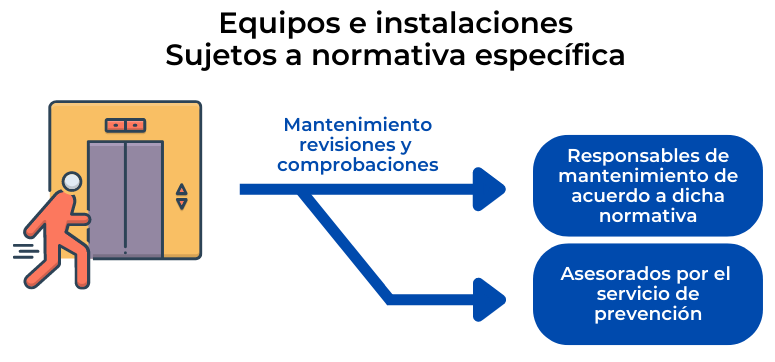 Equipos e instalaciones
Sujetos a normativa específica
Mantenimiento
revisiones y
comprobaciones
Responsables de
mantenimiento de
acuerdo a dicha
normativa
Asesorados por el
servicio de
prevención